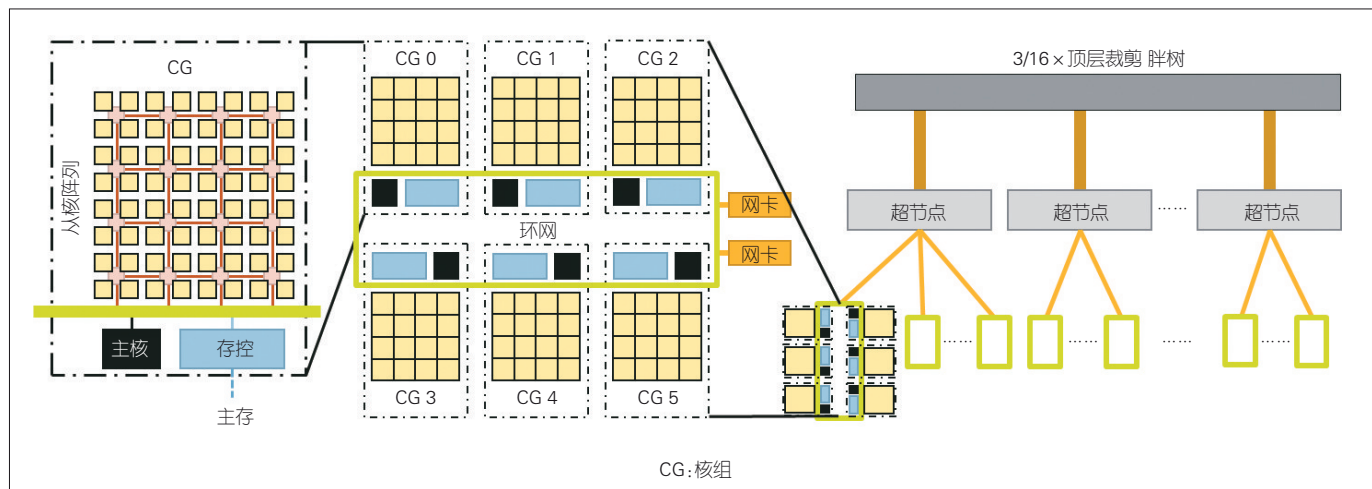 CG
从核阵列
主核
存控
主存
CG 0
CG 1
CG 2
环网
网卡
网卡
CG 3
CG 4
CG 5
3/16×顶层裁剪 胖树
超节点
超节点
……
超节点
……
……
……
……
CG:核组